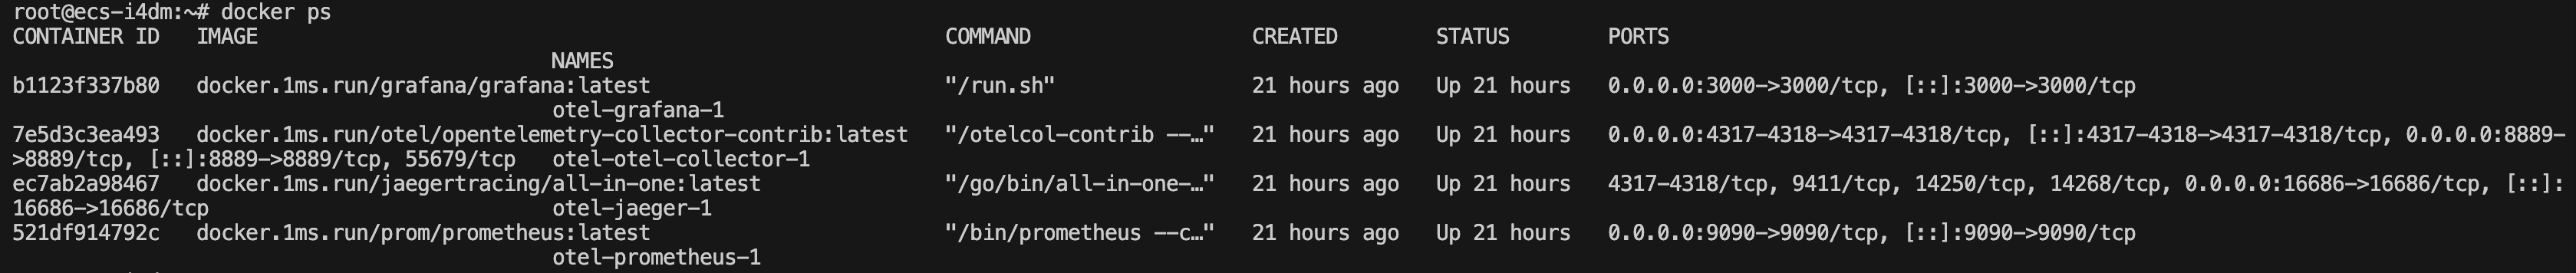 root@ecs-i4dm:~# docker ps
CONTAINER ID   IMAGE                                                        COMMAND                  CREATED        STATUS        PORTS
                                            NAMES
b1123f337b80   docker.1ms.run/grafana/grafana:latest                        "/run.sh"                21 hours ago   Up 21 hours   0.0.0.0:3000->3000/tcp, [::]:3000->3000/tcp
                                            otel-grafana-1
7e5d3c3ea493   docker.1ms.run/otel/opentelemetry-collector-contrib:latest   "/otelcol-contrib --…"   21 hours ago   Up 21 hours   0.0.0.0:4317-4318->4317-4318/tcp, [::]:4317-4318->4317-4318/tcp, 0.0.0.0:8889-
>8889/tcp, [::]:8889->8889/tcp, 55679/tcp   otel-otel-collector-1
ec7ab2a98467   docker.1ms.run/jaegertracing/all-in-one:latest               "/go/bin/all-in-one-…"   21 hours ago   Up 21 hours   4317-4318/tcp, 9411/tcp, 14250/tcp, 14268/tcp, 0.0.0.0:16686->16686/tcp, [::]:
16686->16686/tcp                            otel-jaeger-1
521df914792c   docker.1ms.run/prom/prometheus:latest                        "/bin/prometheus --c…"   21 hours ago   Up 21 hours   0.0.0.0:9090->9090/tcp, [::]:9090->9090/tcp
                                            otel-prometheus-1